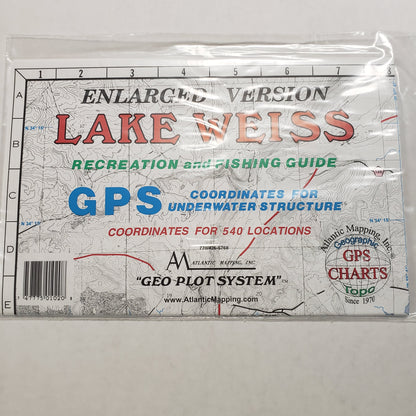 1 2 3 4 5 6 7 8
A
B
C
D
E
ENLARGED VERSION
LAKE WEISS
RECREATION and FISHING GUIDE
GPS COORDINATES FOR
UNDERWATER STRUCTURE
COORDINATES FOR 540 LOCATIONS
ATLANTIC MAPPING, INC.
"GEO PLOT SYSTEM"™
www.AtlanticMapping.com
Atlantic Mapping, Inc.
Geographic
GPS
CHARTS
Topo
Since 1970